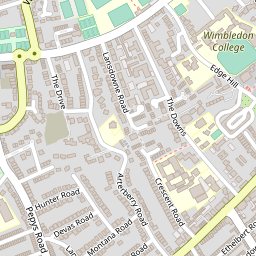 Wimbledon
College
Edge Hill
Lansdowne Road
The Downs
The Drive
Arterberry Road
Crescent Road
Hunter Road
Pepys Road
Devas Road
Montana Road
Ethelbert Road